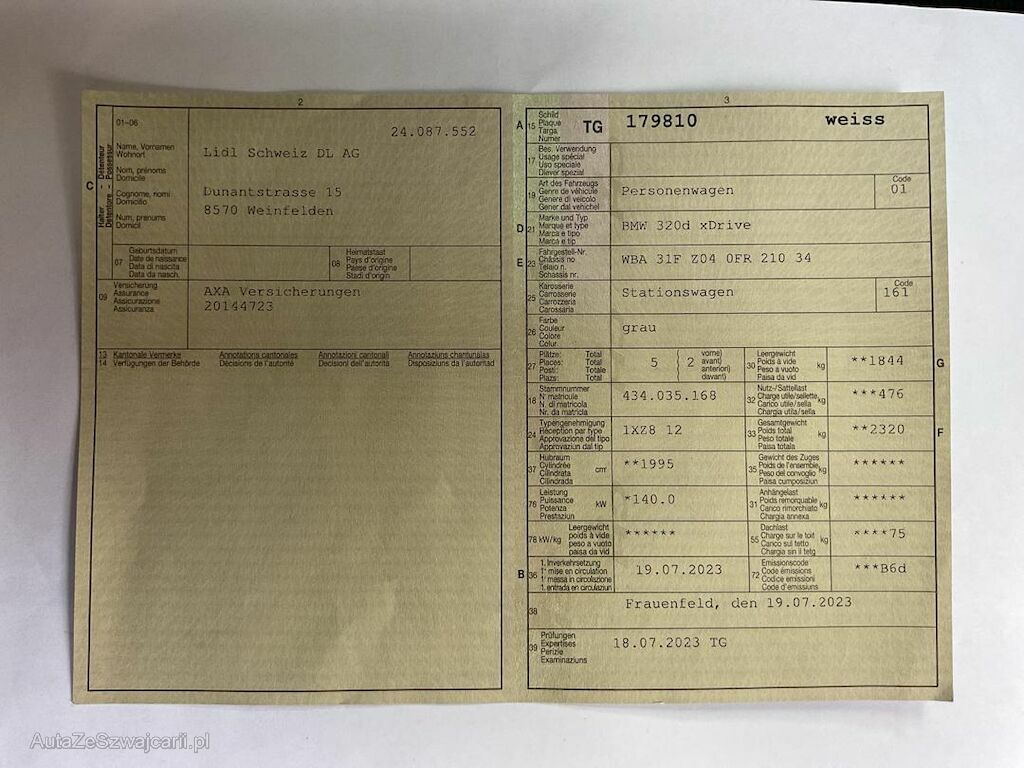 2
01-06
24.087.552
Name, Vornamen
Wohnort
Nom, prénoms
Domicile
Cognome, nomi
Domicilio
Num, prenums
Domicil
C
Halter - Détenteur
Detentore - Possessur
Lidl Schweiz DL AG
Dunantstrasse 15
8570 Weinfelden
07
Geburtsdatum
Date de naissance
Data di nascita
Data da nasch.
08
Heimatstaat
Pays d'origine
Paese d'origine
Stadi d'origin
09
Versicherung
Assurance
Assicurazione
Assicuranza
AXA Versicherungen
20144723
13 Kantonale Vermerke Annotations cantonales Annotazioni cantonali Annotaziuns chantunalas
14 Verfügungen der Behörde Décisions de l'autorité Decisioni dell'autorità Disposiziuns da l'autoritad
3
A 15
Schild
Plaque
Targa
Numer
TG
179810 weiss
17
Bes. Verwendung
Usage spécial
Uso speciale
Diever spezial
19
Art des Fahrzeugs
Genre de véhicule
Genere di veicolo
Gener dal vehichel
Personenwagen
Code
01
D 21
Marke und Typ
Marque et type
Marca e tipo
Marca e tip
BMW 320d xDrive
E 23
Fahrgestell-Nr.
Châssis no
Telaio n.
Schassis nr.
WBA 31F Z04 0FR 210 34
25
Karosserie
Carrosserie
Carrozzeria
Carossaria
Stationswagen
Code
161
26
Farbe
Couleur
Colore
Colur
grau
27
Plätze: Total
Places: Total
Posti: Totale
Plazs: Total
5 2
vorne)
avant)
anteriori)
davant)
30
Leergewicht
Poids à vide
Peso a vuoto
Paisa da vid
kg
**1844
G
18
Stammnummer
N° matricule
N. di matricola
Nr. da matricla
434.035.168
32
Nutz-/Sattellast
Charge utile/sellette
Carico utile/sella
Chargia utila/sella
kg
***476
24
Typengenehmigung
Réception par type
Approvazione del tipo
Approvaziun dal tip
1XZ8 12
33
Gesamtgewicht
Poids total
Peso totale
Paisa totala
kg
**2320
F
37
Hubraum
Cylindrée
Cilindrata
Cilindrada
cm³
**1995
35
Gewicht des Zuges
Poids de l'ensemble
Peso del convoglio
Paisa cumposiziun
kg
******
76
Leistung
Puissance
Potenza
Prestaziun
kW
*140.0
31
Anhängelast
Poids remorquable
Carico rimorchiato
Chargia annexa
kg
******
78 kW/kg
Leergewicht
poids à vide
peso a vuoto
paisa da vid
******
55
Dachlast
Charge sur le toit
Carico sul tetto
Chargia sin il tetg
kg
****75
B 36
1. Inverkehrsetzung
1re mise en circulation
1a messa in circolazione
1. entrada en circulaziun
19.07.2023
72
Emissionscode
Code émissions
Codice emissioni
Code d'emissiuns
***B6d
38
Frauenfeld, den 19.07.2023
39
Prüfungen
Expertises
Perizie
Examinaziuns
18.07.2023 TG
AutaZeSzwajcarii.pl